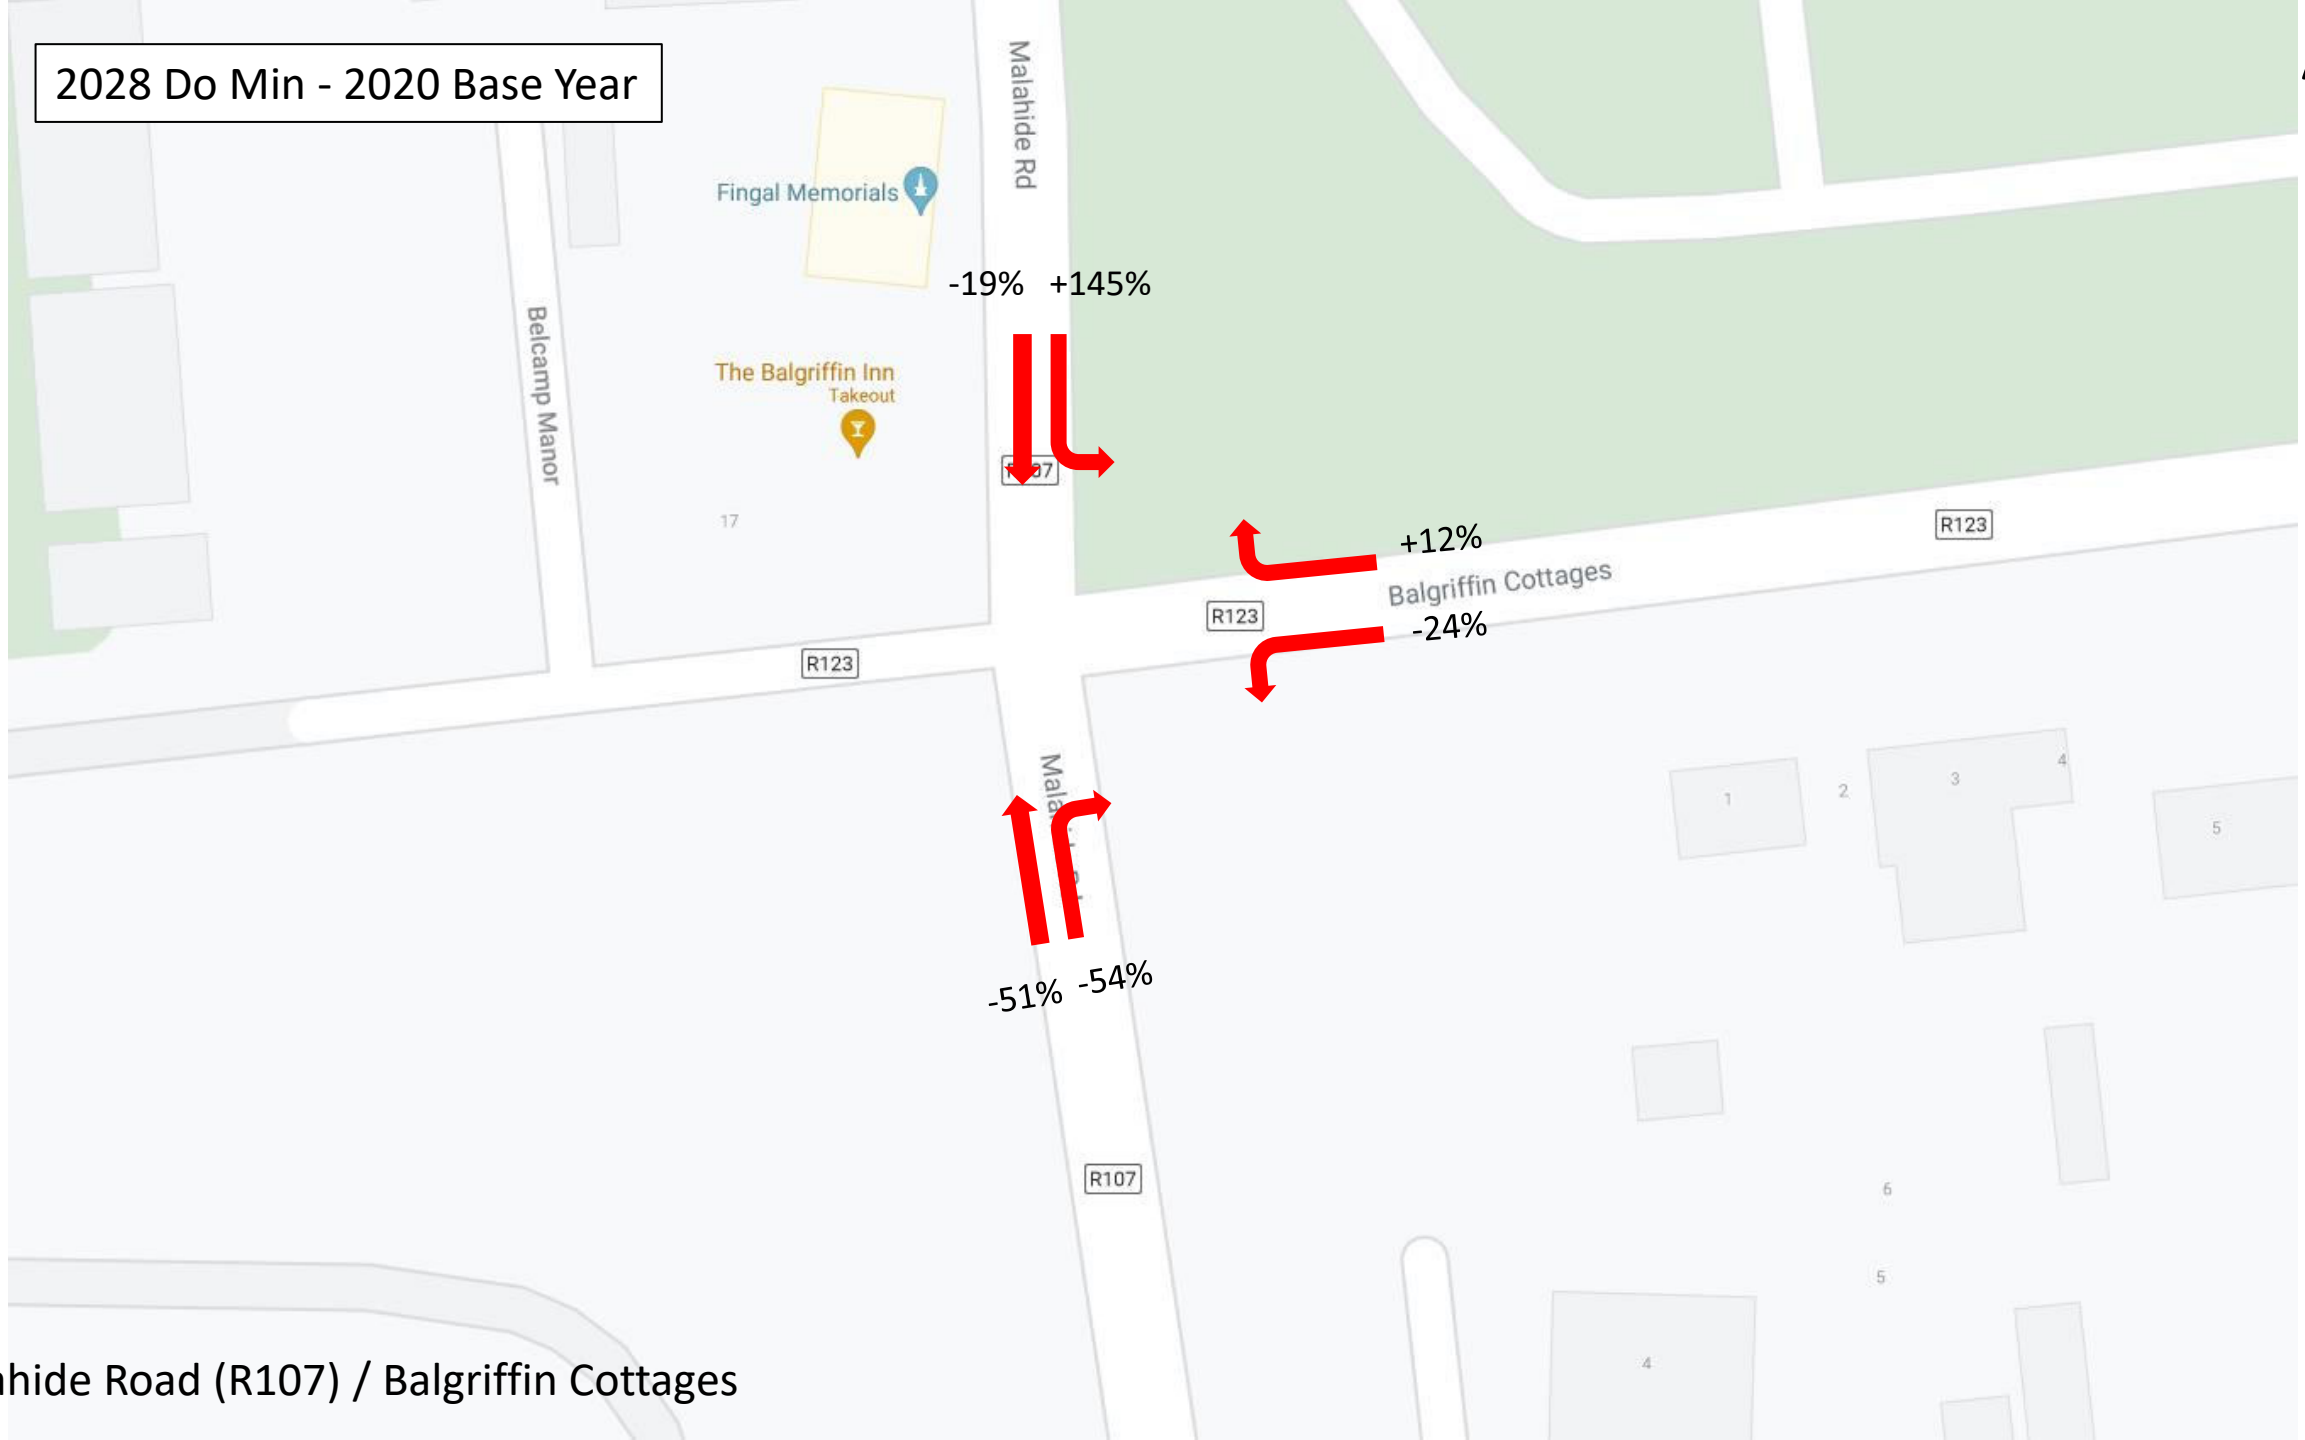 2028 Do Min - 2020 Base Year
Malahide Rd
Fingal Memorials
-19% +145%
Belcamp Manor
The Balgriffin Inn
Takeout
17
R123
+12%
Balgriffin Cottages
R123
-24%
R123
1
2
3
4
5
-51% -54%
R107
6
5
4
hide Road (R107) / Balgriffin Cottages